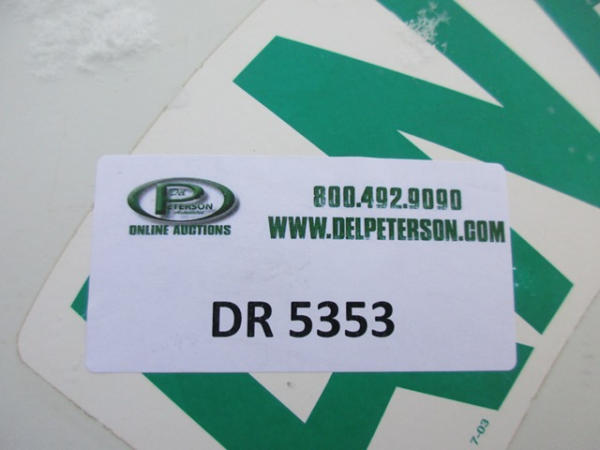 Del
PETERSON
ONLINE AUCTIONS
800.492.9090
WWW.DELPETERSON.COM
DR 5353
7-03